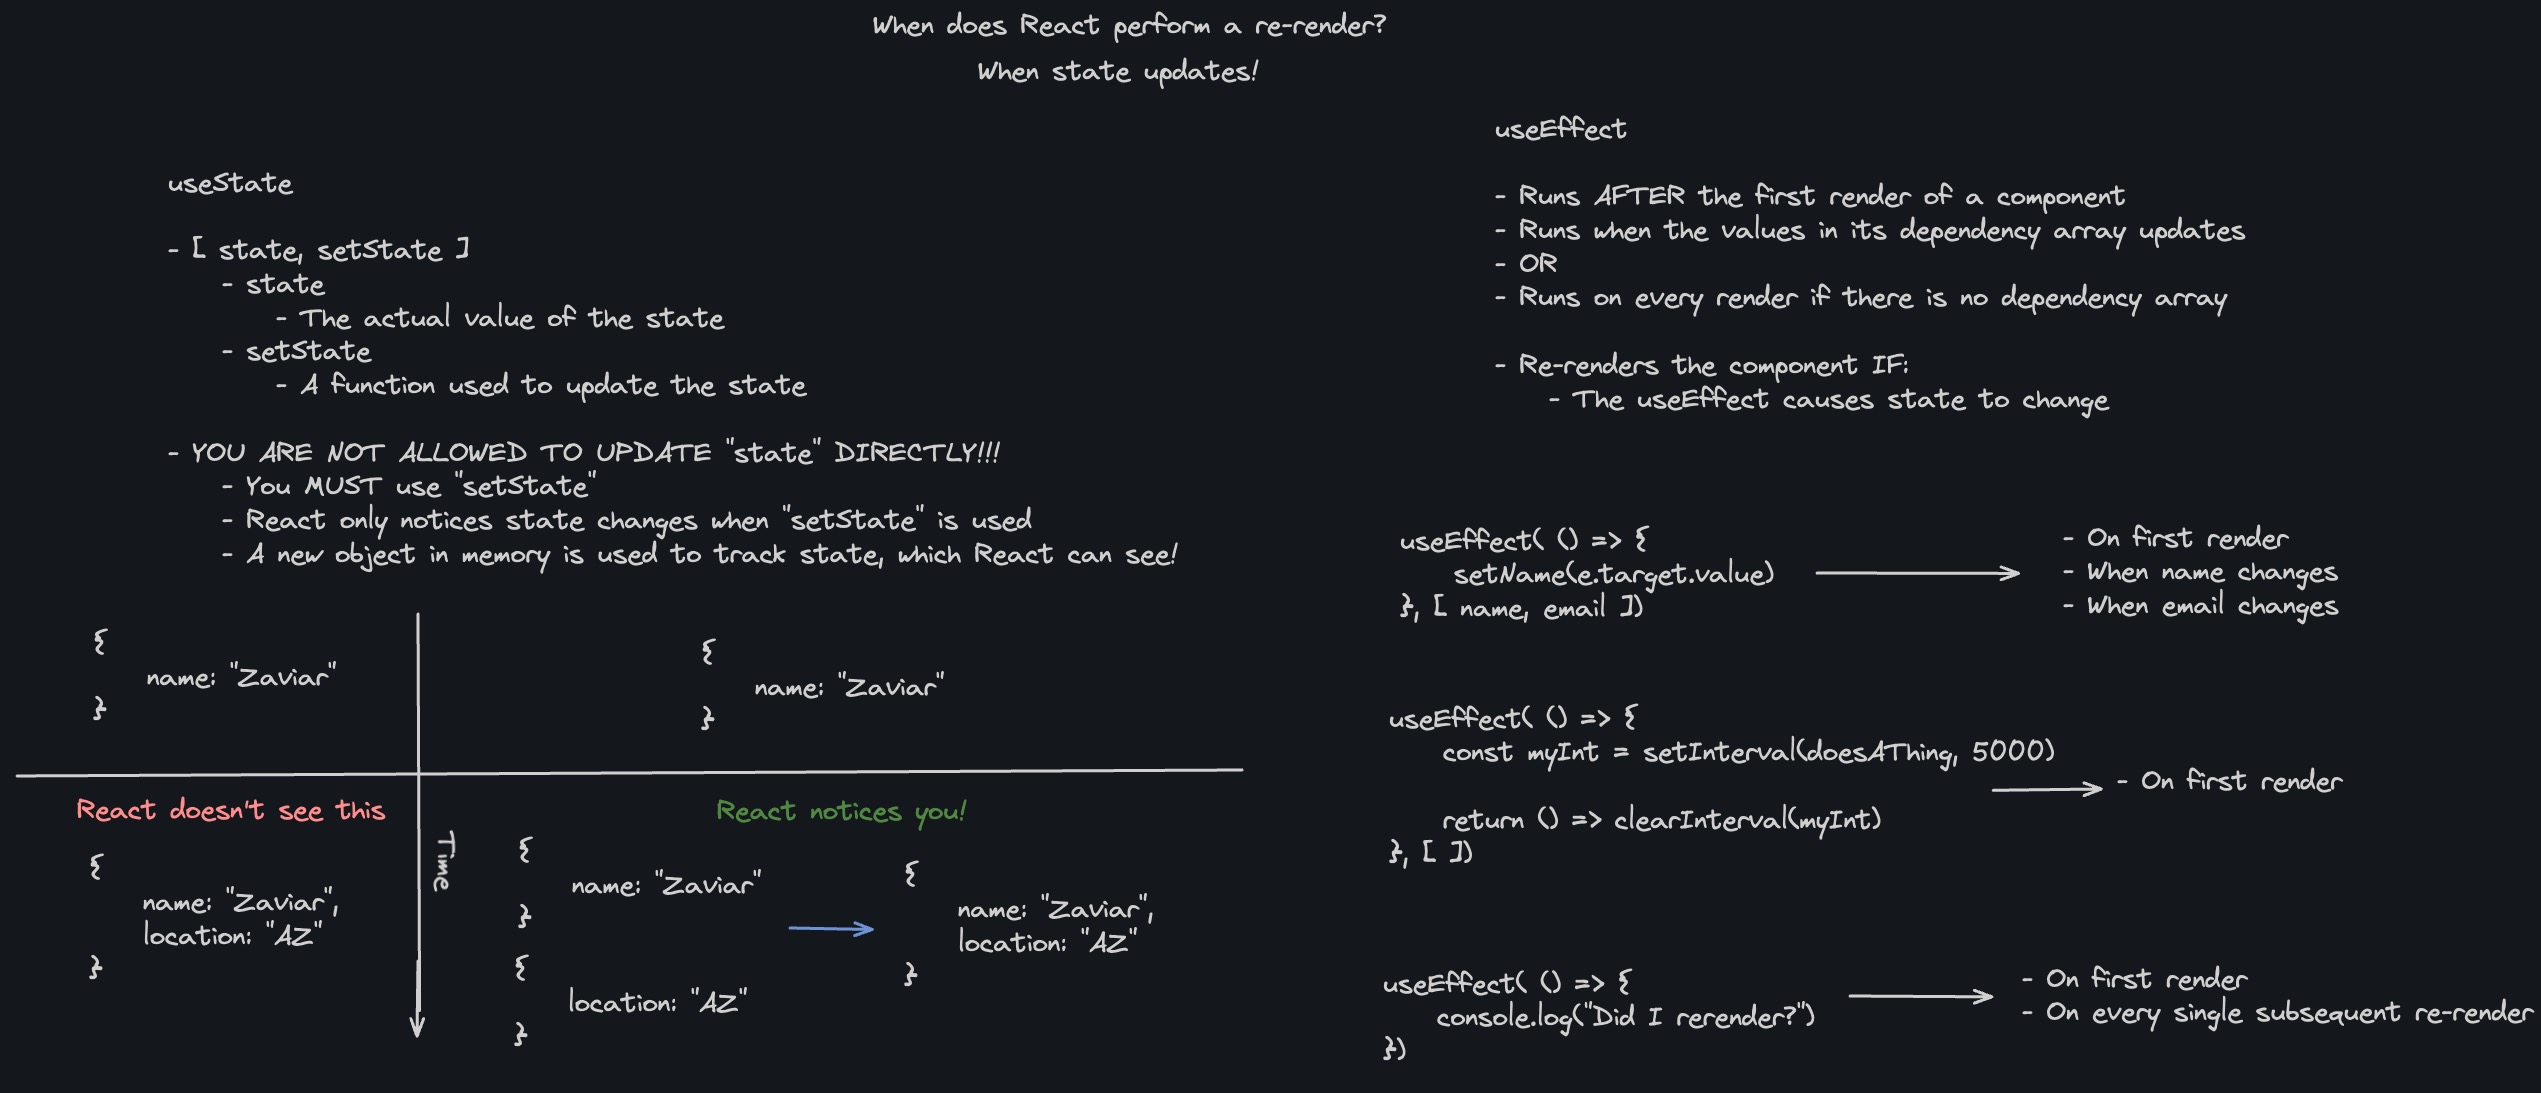 When does React perform a re-render?
When state updates!
useState
- [ state, setState ]
- state
- The actual value of the state
- setState
- A function used to update the state
- YOU ARE NOT ALLOWED TO UPDATE "state" DIRECTLY!!!
- You MUST use "setState"
- React only notices state changes when "setState" is used
- A new object in memory is used to track state, which React can see!
{
name: "Zaviar"
}
{
name: "Zaviar"
}
React doesn't see this
{
name: "Zaviar",
location: "AZ"
}
Time
React notices you!
{
name: "Zaviar"
}
{
location: "AZ"
}
{
name: "Zaviar",
location: "AZ"
}
useEffect
- Runs AFTER the first render of a component
- Runs when the values in its dependency array updates
- OR
- Runs on every render if there is no dependency array
- Re-renders the component IF:
- The useEffect causes state to change
useEffect( () => {
setName(e.target.value)
}, [ name, email ])
- On first render
- When name changes
- When email changes
useEffect( () => {
const myInt = setInterval(doesAThing, 5000)
return () => clearInterval(myInt)
}, [ ])
- On first render
useEffect( () => {
console.log("Did I rerender?")
})
- On first render
- On every single subsequent re-render